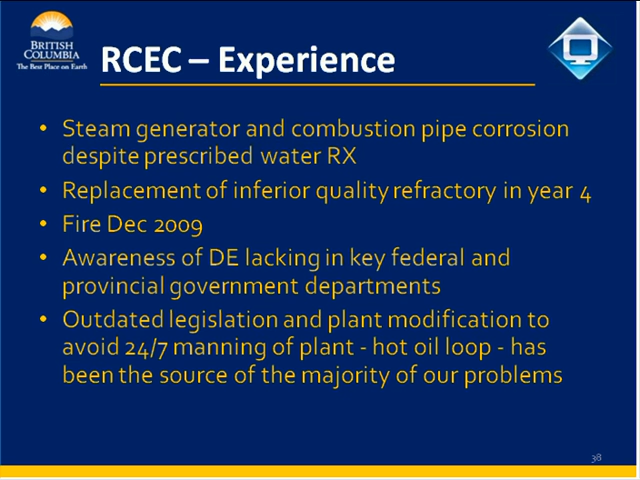 BRITISH
COLUMBIA
The Best Place on Earth
RCEC – Experience
• Steam generator and combustion pipe corrosion
despite prescribed water RX
• Replacement of inferior quality refractory in year 4
• Fire Dec 2009
• Awareness of DE lacking in key federal and
provincial government departments
• Outdated legislation and plant modification to
avoid 24/7 manning of plant - hot oil loop - has
been the source of the majority of our problems
38